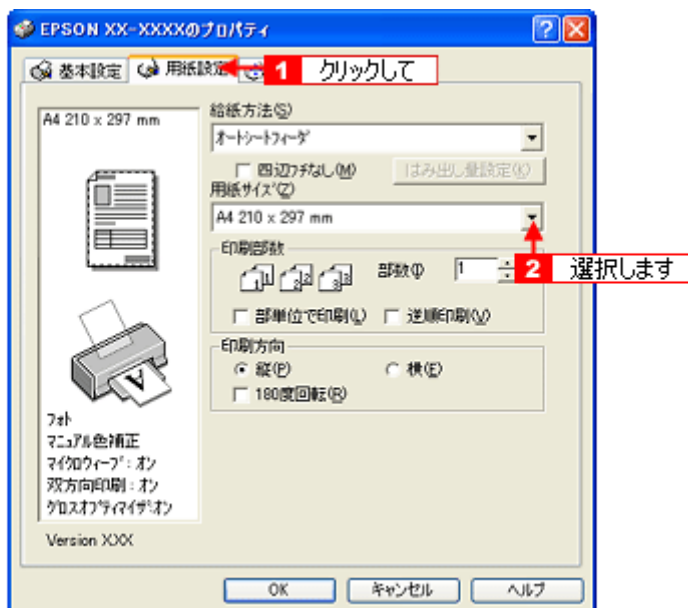 EPSON XX-XXXXのプロパティ
基本設定
用紙設定
1 クリックして
A4 210 x 297 mm
給紙方法(S)
オートシートフィーダ
四辺フチなし(M)
はみ出し量設定(K)
用紙サイズ(Z)
A4 210 x 297 mm
2 選択します
印刷部数
1 1 2 2 3 3
部数(I) 1
部単位で印刷(L)
逆順印刷(V)
印刷方向
縦(P)
横(E)
180度回転(R)
A
フォト
マニュアル色補正
マイクロウィーブ：オン
双方向印刷：オン
グロスオプティマイザ:オン
Version XXX
OK
キャンセル
ヘルプ